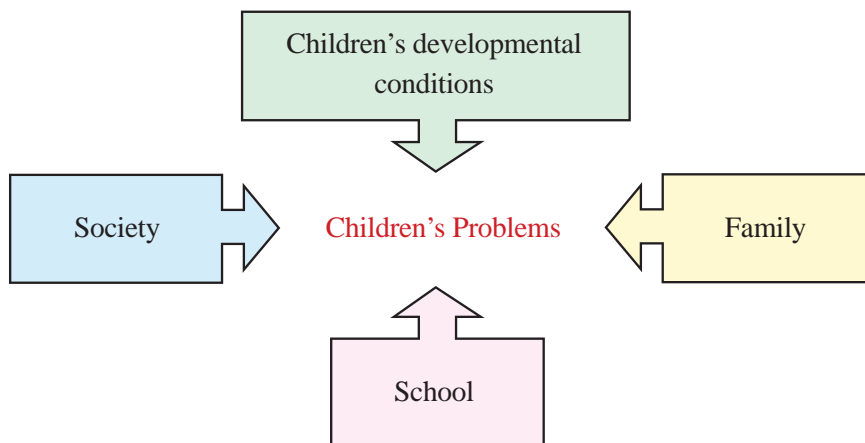 Children’s developmental
conditions
Society
Children’s Problems
Family
School